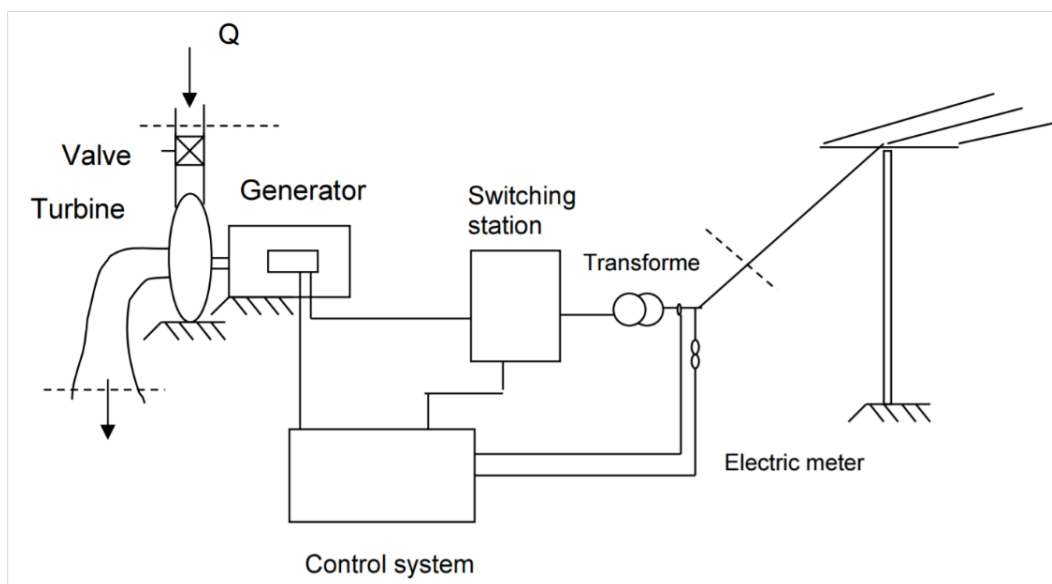 Q
Valve
Turbine
Generator
Switching
station
Transforme
Electric meter
Control system